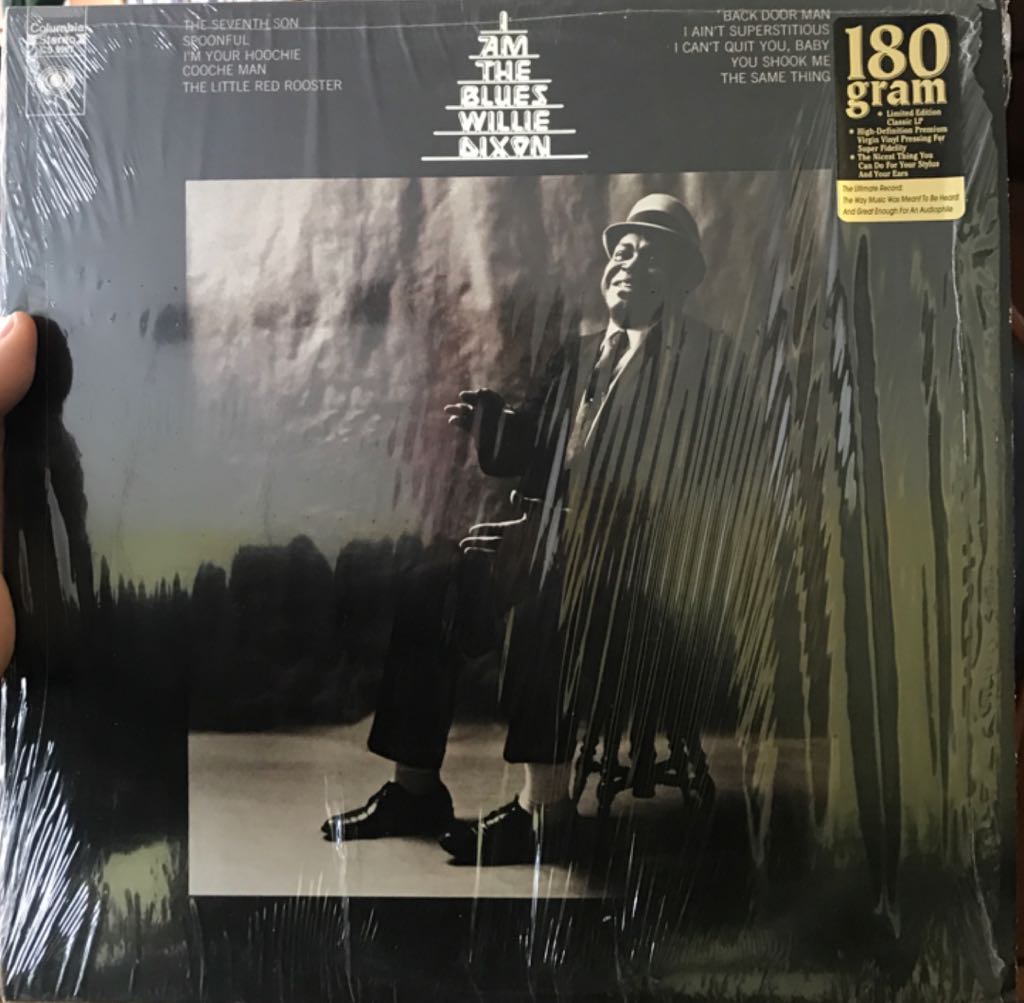 Columbia
Stereo
THE SEVENTH SON
SPOONFUL
I'M YOUR HOOCHIE
COOCHE MAN
THE LITTLE RED ROOSTER
I
AM
THE
BLUES
WILLIE
DIXON
BACK DOOR MAN
I AIN'T SUPERSTITIOUS
I CAN'T QUIT YOU, BABY
YOU SHOOK ME
THE SAME THING
180
gram
• Limited Edition
Classic LP
• High-Definition Premium
Virgin Vinyl Pressing For
Super Fidelity
• The Nicest Thing You
Can Do For Your Stylus
And Your Ears
The Ultimate Record:
The Way Music Was Meant To Be Heard
And Great Enough For An Audiophile